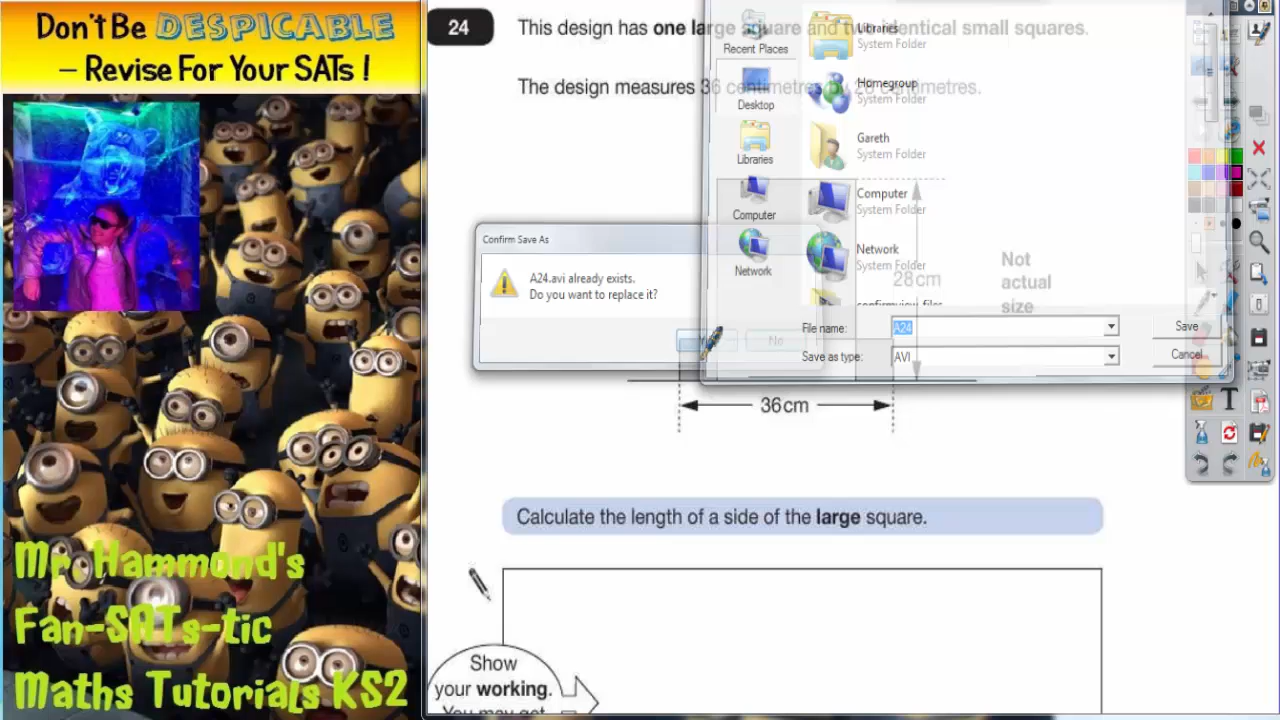 Don't Be DESPICABLE
– Revise For Your SATs !
Mr. Hammond's
Fan-SATs-tic
Maths Tutorials KS2
24
This design has one large square and two identical small squares.
The design measures 36 centimetres by 28 centimetres.
Recent Places
Desktop
Libraries
Computer
Network
Libraries
System Folder
Homegroup
System Folder
Gareth
System Folder
Computer
System Folder
Network
System Folder
confirmview_files
Confirm Save As
A24.avi already exists.
Do you want to replace it?
No
File name:
A24
Save
Save as type:
AVI
Cancel
28cm
Not
actual
size
36cm
Calculate the length of a side of the large square.
Show
your working.
You may get